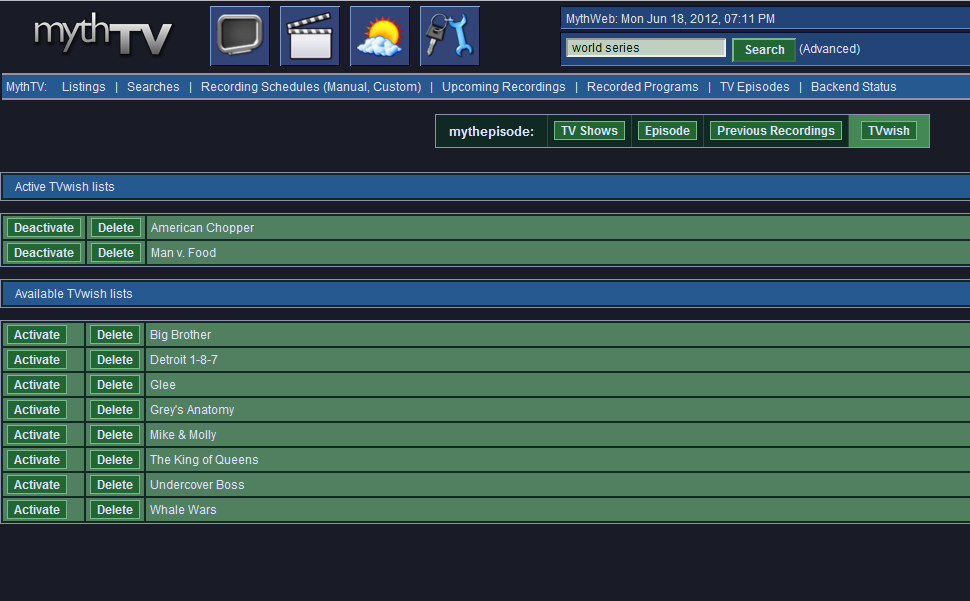 mythTV
MythWeb: Mon Jun 18, 2012, 07:11 PM
world series Search (Advanced)
MythTV: Listings | Searches | Recording Schedules (Manual, Custom) | Upcoming Recordings | Recorded Programs | TV Episodes | Backend Status
mythepisode: TV Shows Episode Previous Recordings TVwish
Active TVwish lists
Deactivate Delete American Chopper
Deactivate Delete Man v. Food
Available TVwish lists
Activate Delete Big Brother
Activate Delete Detroit 1-8-7
Activate Delete Glee
Activate Delete Grey's Anatomy
Activate Delete Mike & Molly
Activate Delete The King of Queens
Activate Delete Undercover Boss
Activate Delete Whale Wars